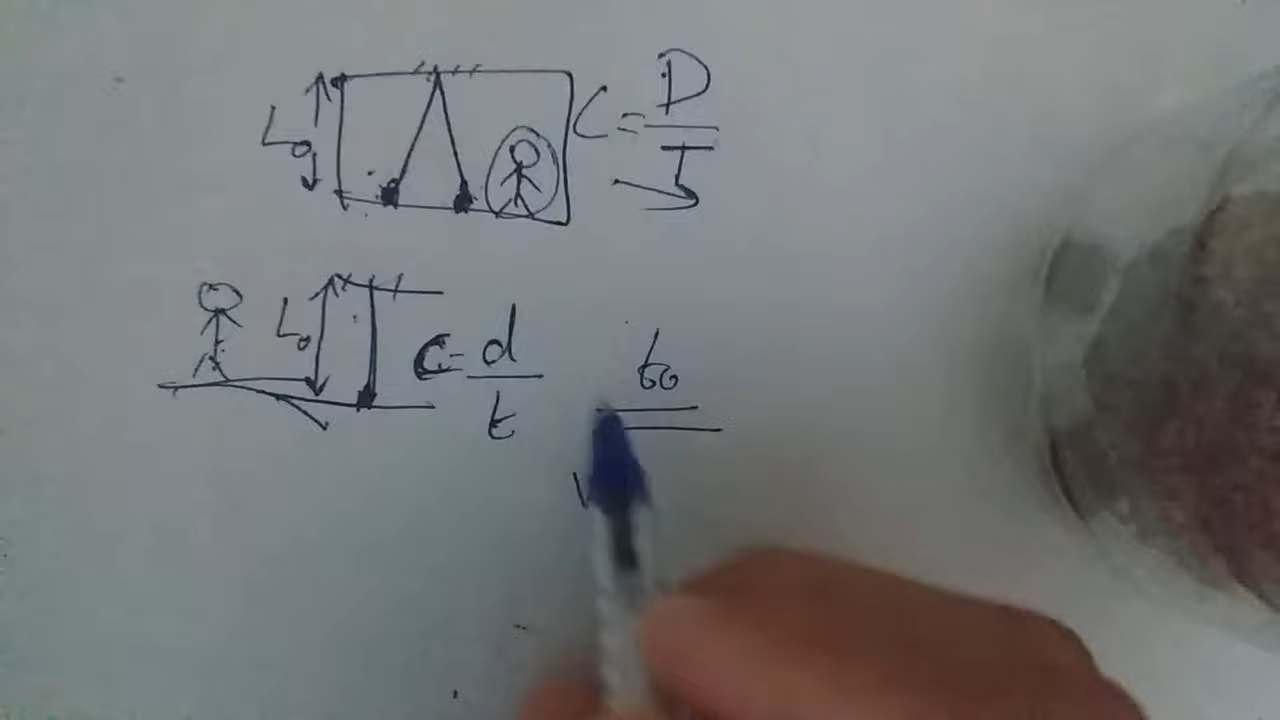 L₀
C = D / T
L₀
C = d / t
t₀